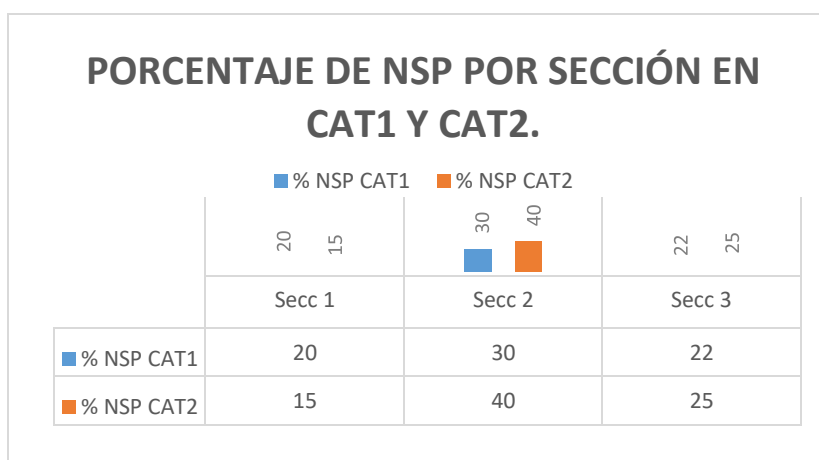 PORCENTAJE DE NSP POR SECCIÓN EN
CAT1 Y CAT2.
% NSP CAT1 % NSP CAT2
20 15 30 40 22 25
Secc 1 Secc 2 Secc 3
% NSP CAT1 20 30 22
% NSP CAT2 15 40 25